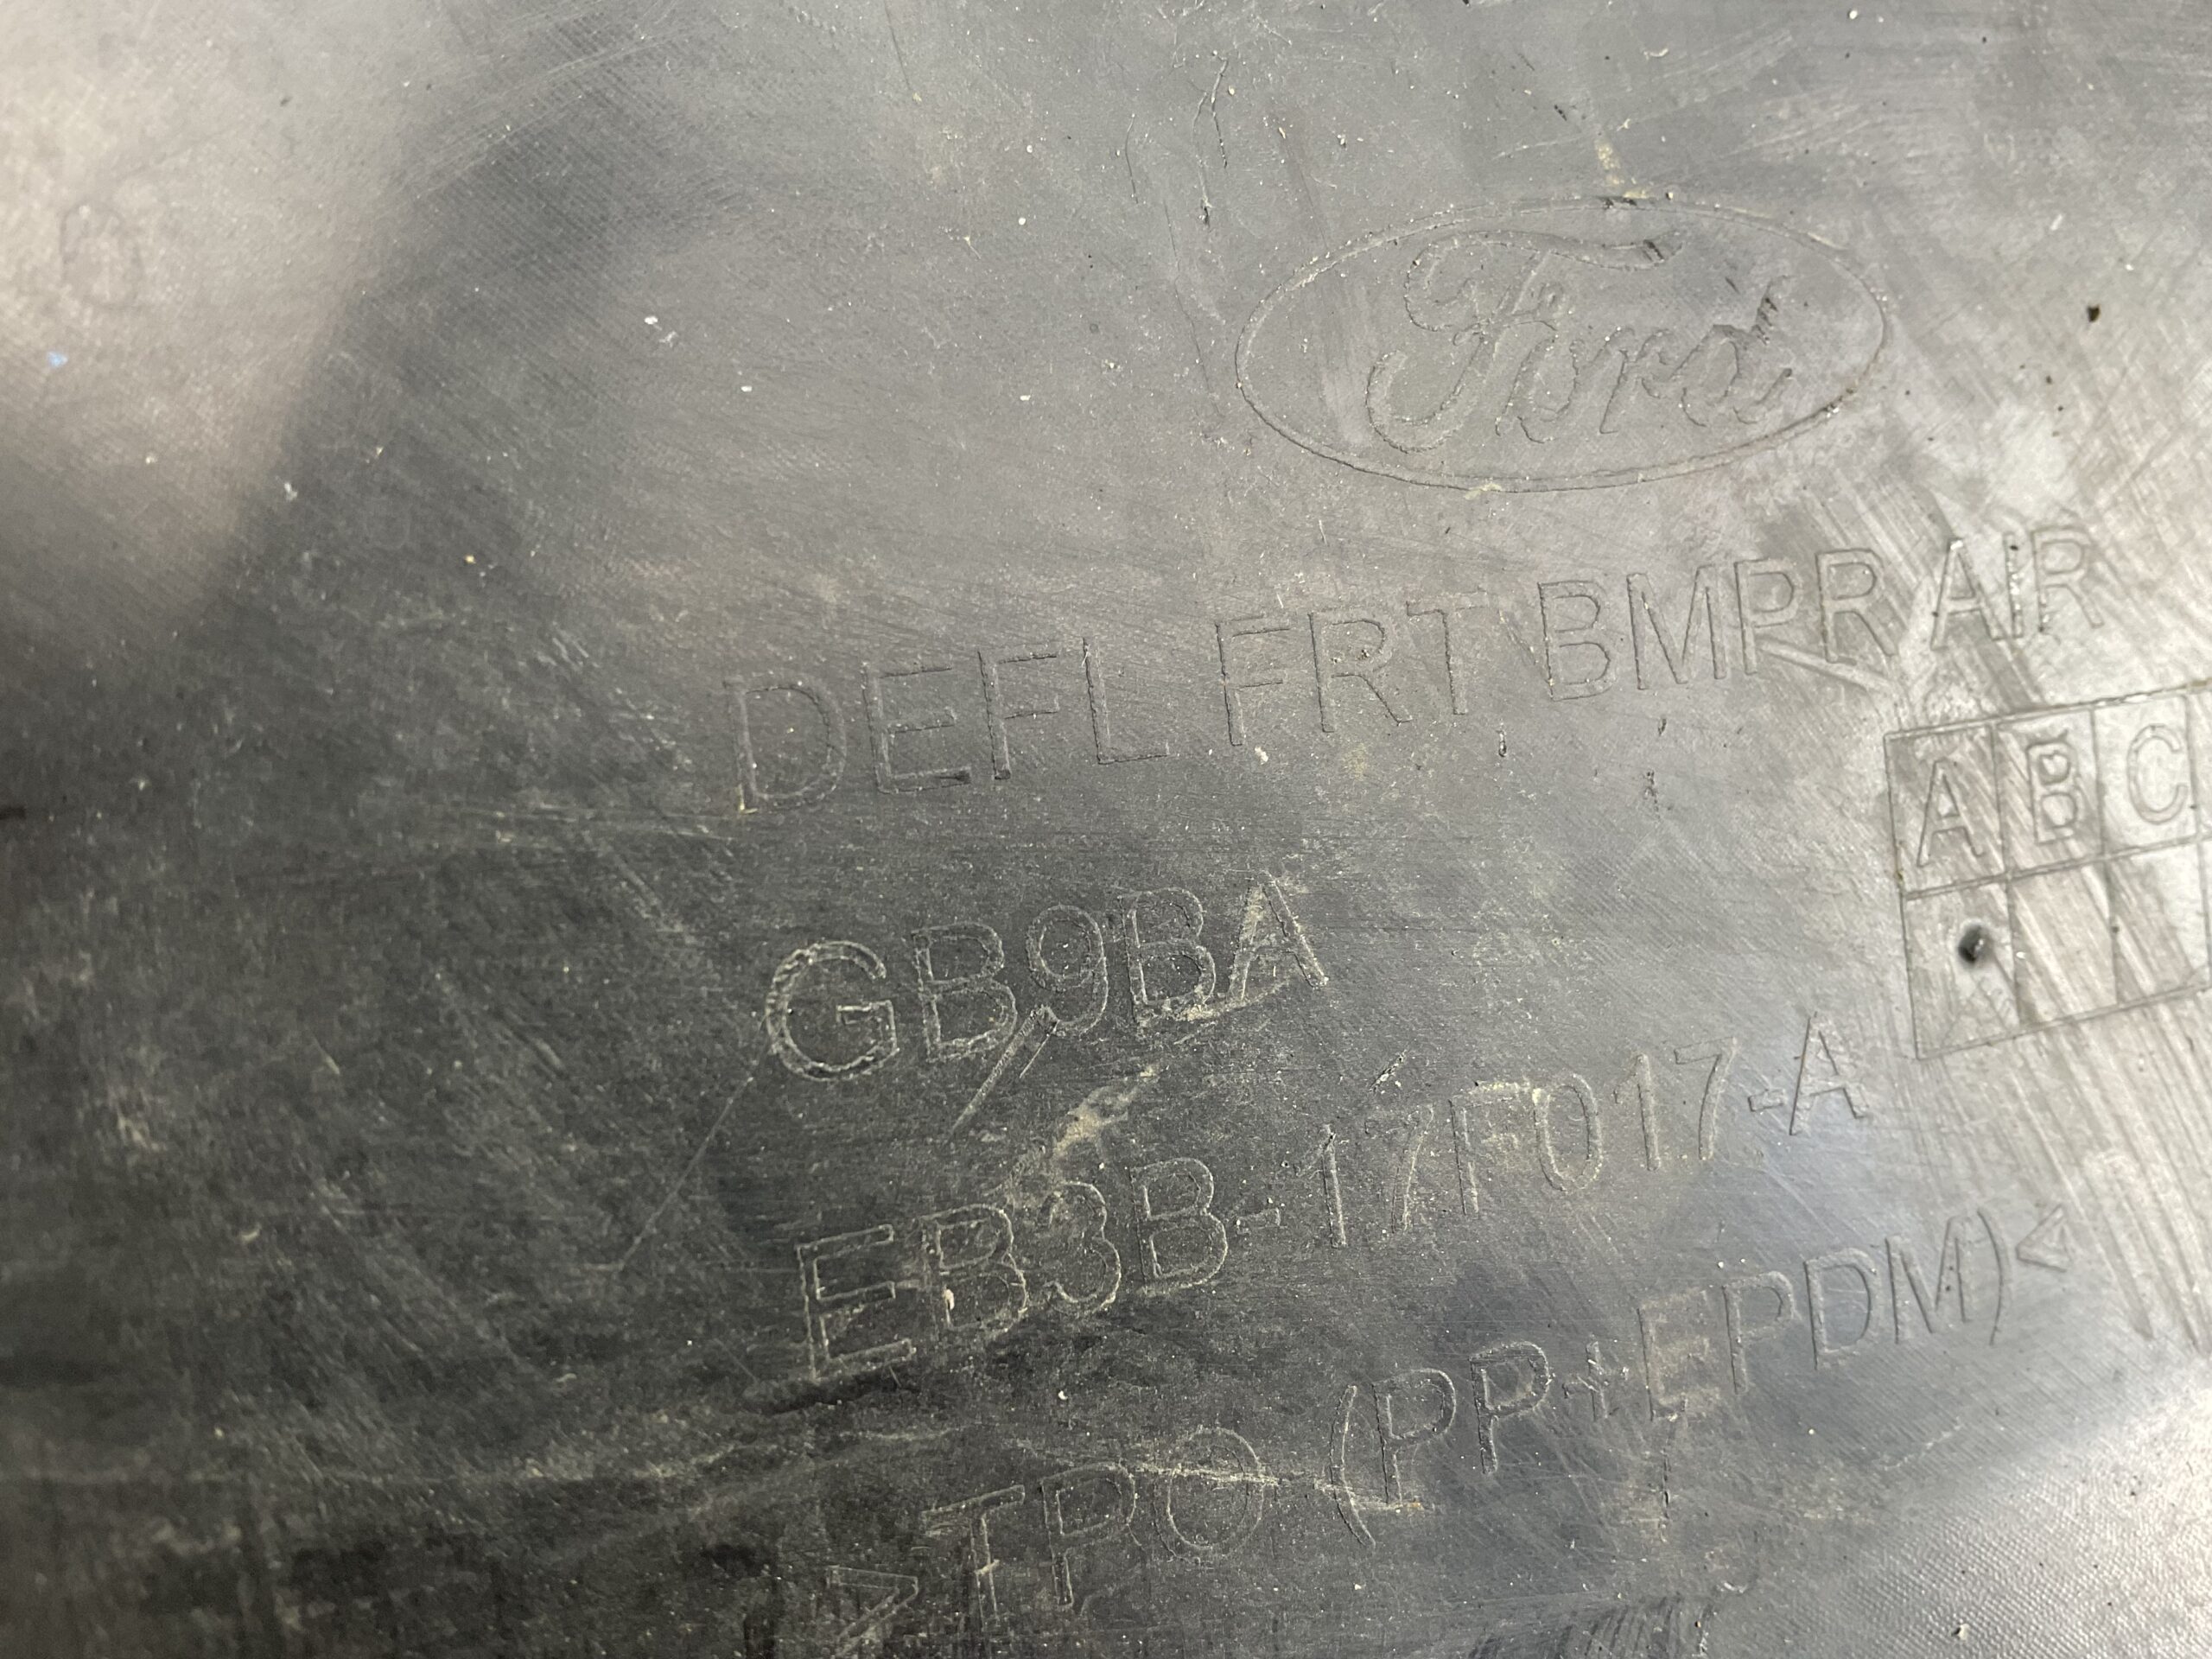 Ford
DEFL FRT BMPR AIR
A B C
GB9BA
EB3B-17F017-A
>TPO (PP+EPDM)<